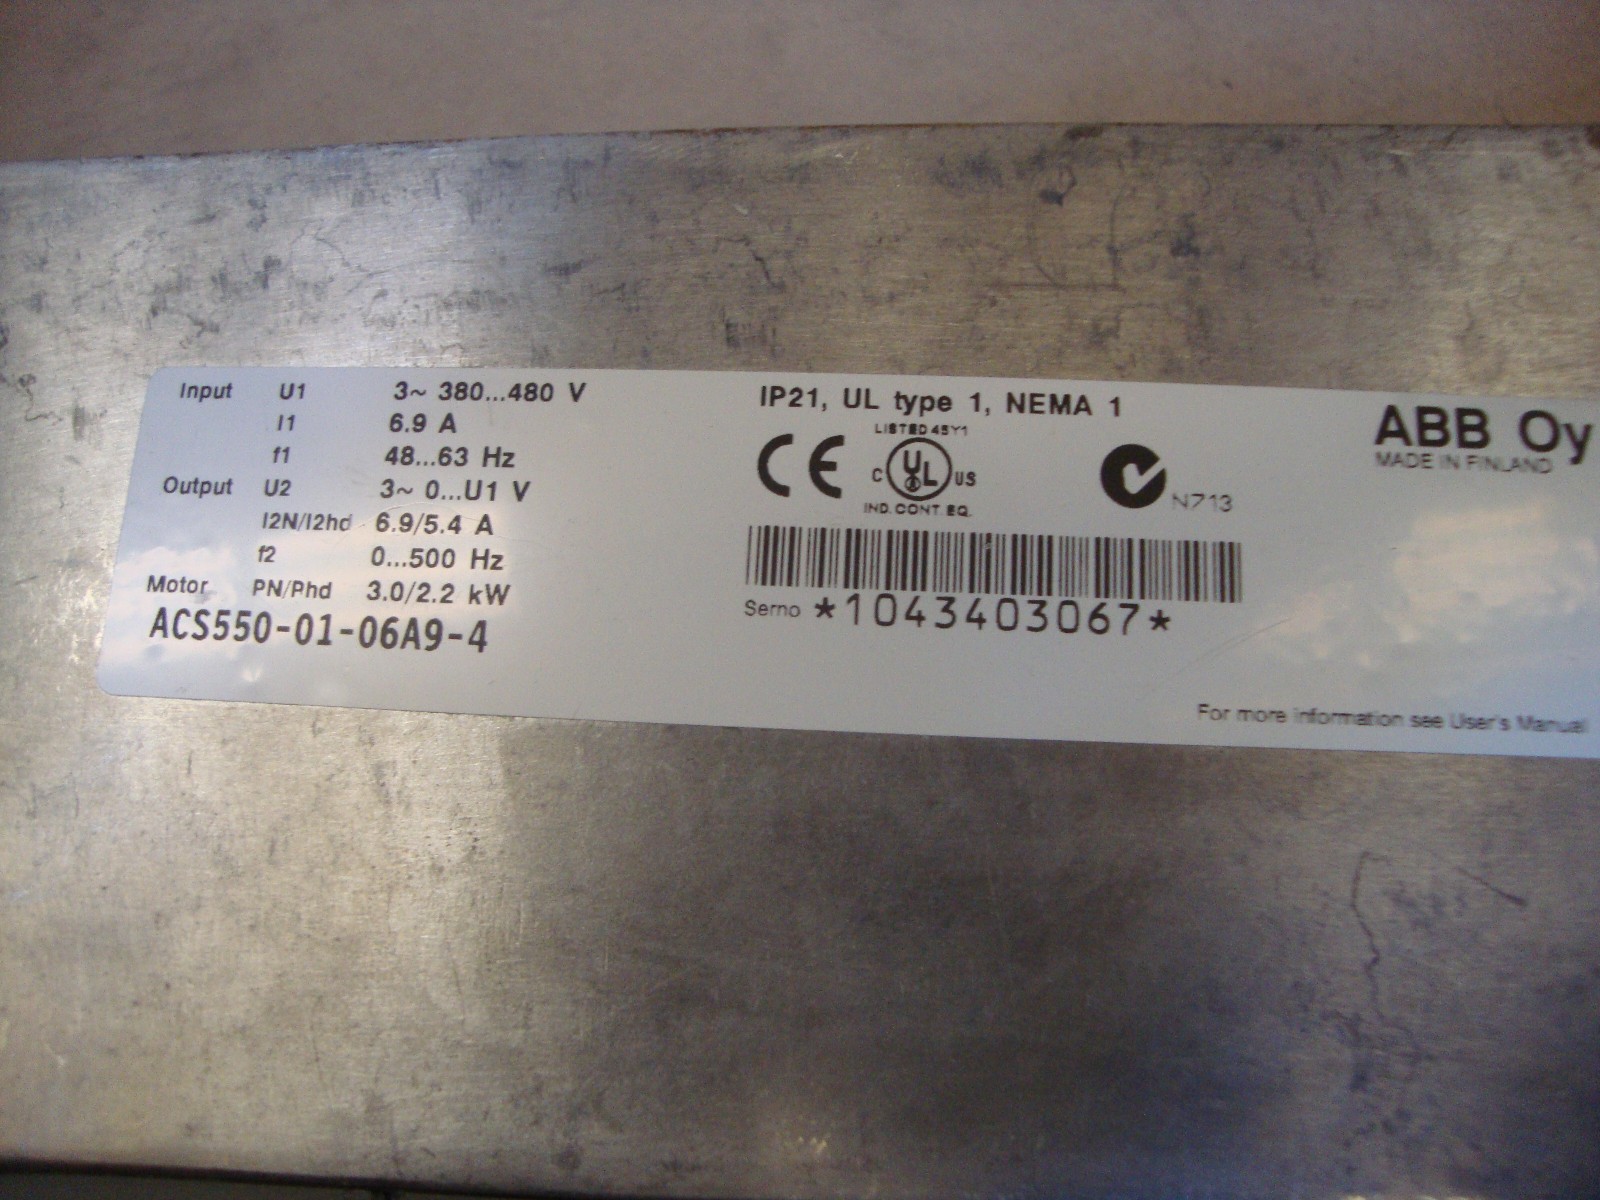 Input U1 3~ 380...480 V
I1 6.9 A
f1 48...63 Hz
Output U2 3~ 0...U1 V
I2N/I2hd 6.9/5.4 A
f2 0...500 Hz
Motor PN/Phd 3.0/2.2 kW
ACS550-01-06A9-4
IP21, UL type 1, NEMA 1
LISTED 45Y1
CE
C UL US
IND. CONT. EQ.
N713
Serno *1043403067*
ABB Oy
MADE IN FINLAND
For more information see User's Manual